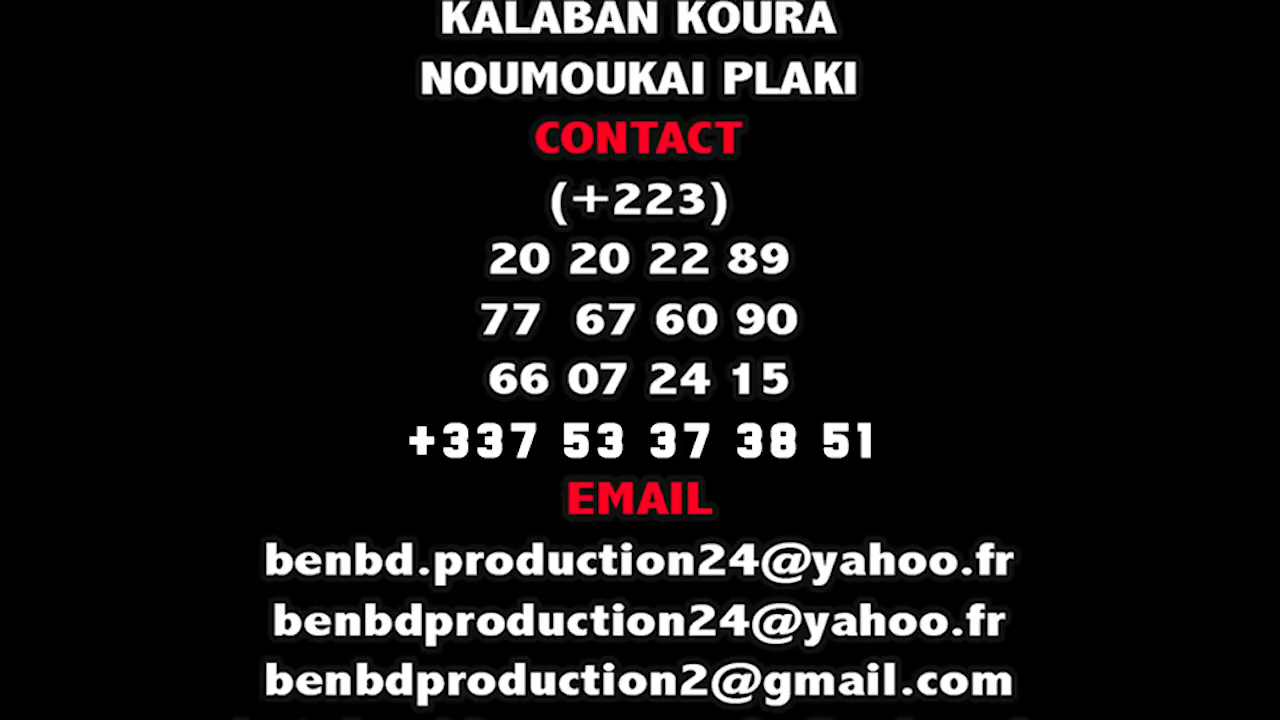 KALABAN KOURA
NOUMOUKAI PLAKI
CONTACT
(+223)
20 20 22 89
77 67 60 90
66 07 24 15
+337 53 37 38 51
EMAIL
benbd.production24@yahoo.fr
benbdproduction24@yahoo.fr
benbdproduction2@gmail.com